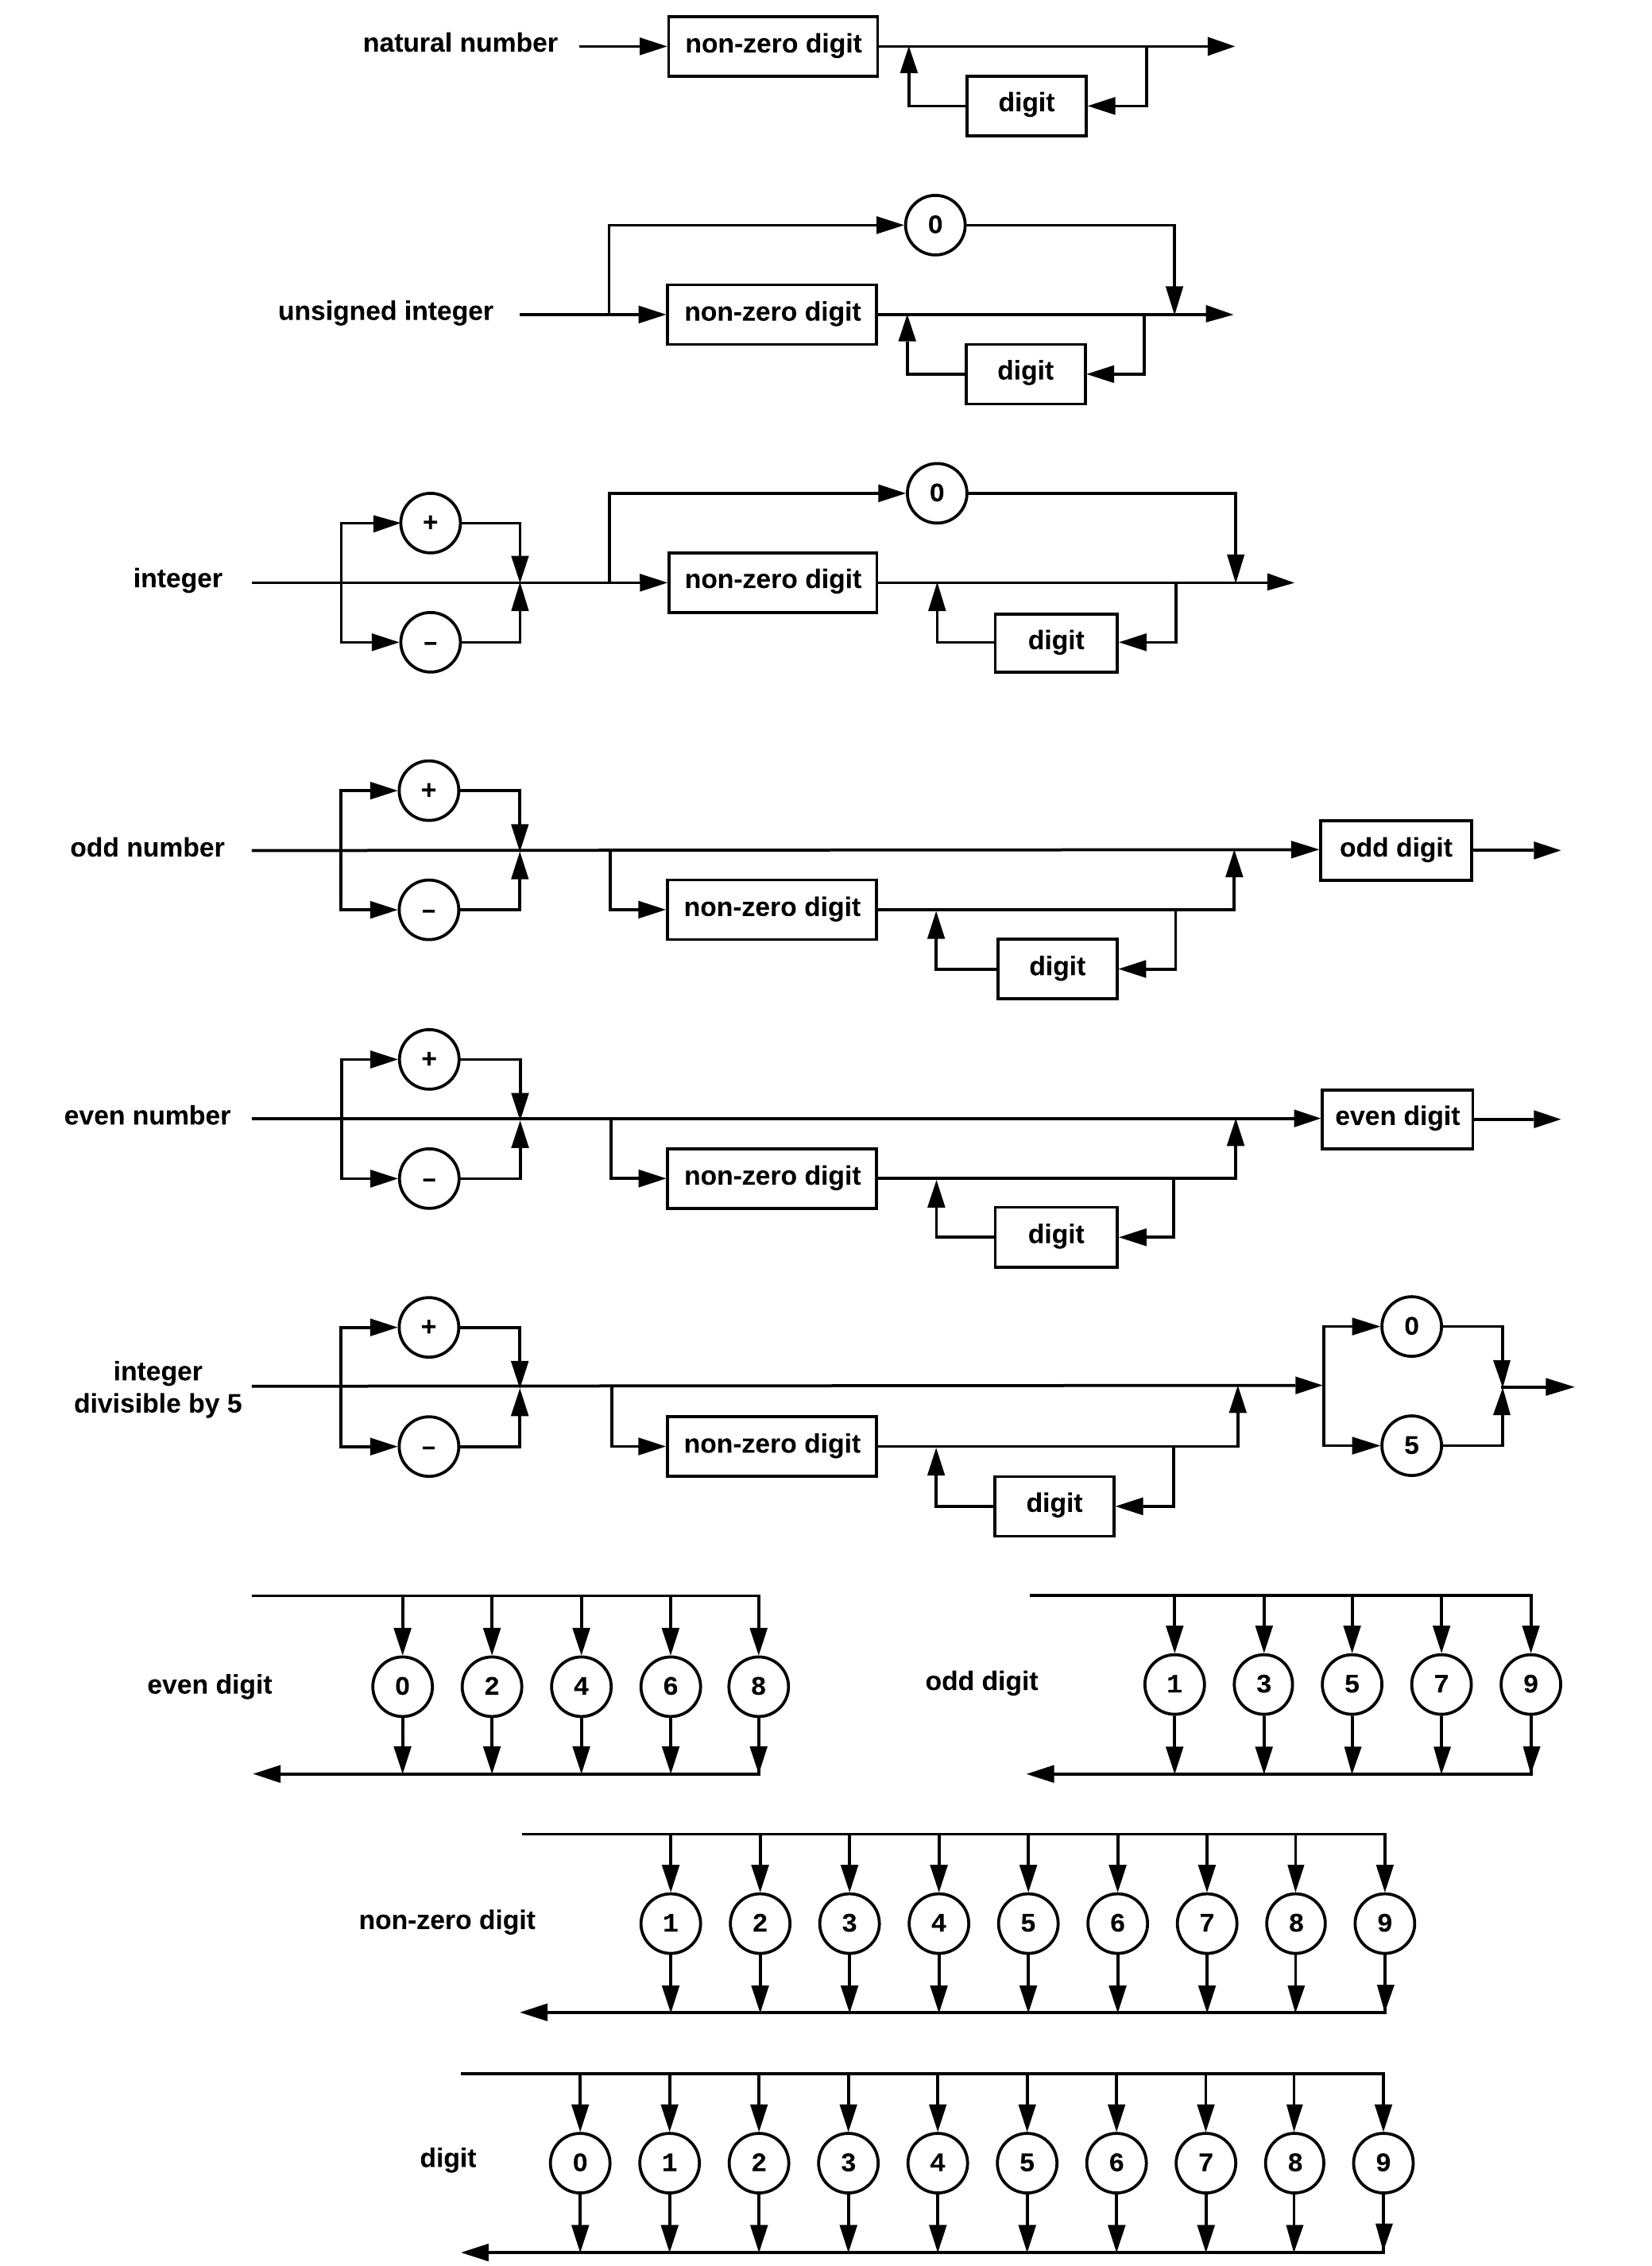 natural number non-zero digit
digit
0
unsigned integer non-zero digit
digit
0
+
integer non-zero digit
–
digit
+
odd number odd digit
– non-zero digit
digit
+
even number even digit
– non-zero digit
digit
+ 0
integer
divisible by 5
– non-zero digit 5
digit
even digit 0 2 4 6 8 odd digit 1 3 5 7 9
non-zero digit 1 2 3 4 5 6 7 8 9
digit 0 1 2 3 4 5 6 7 8 9